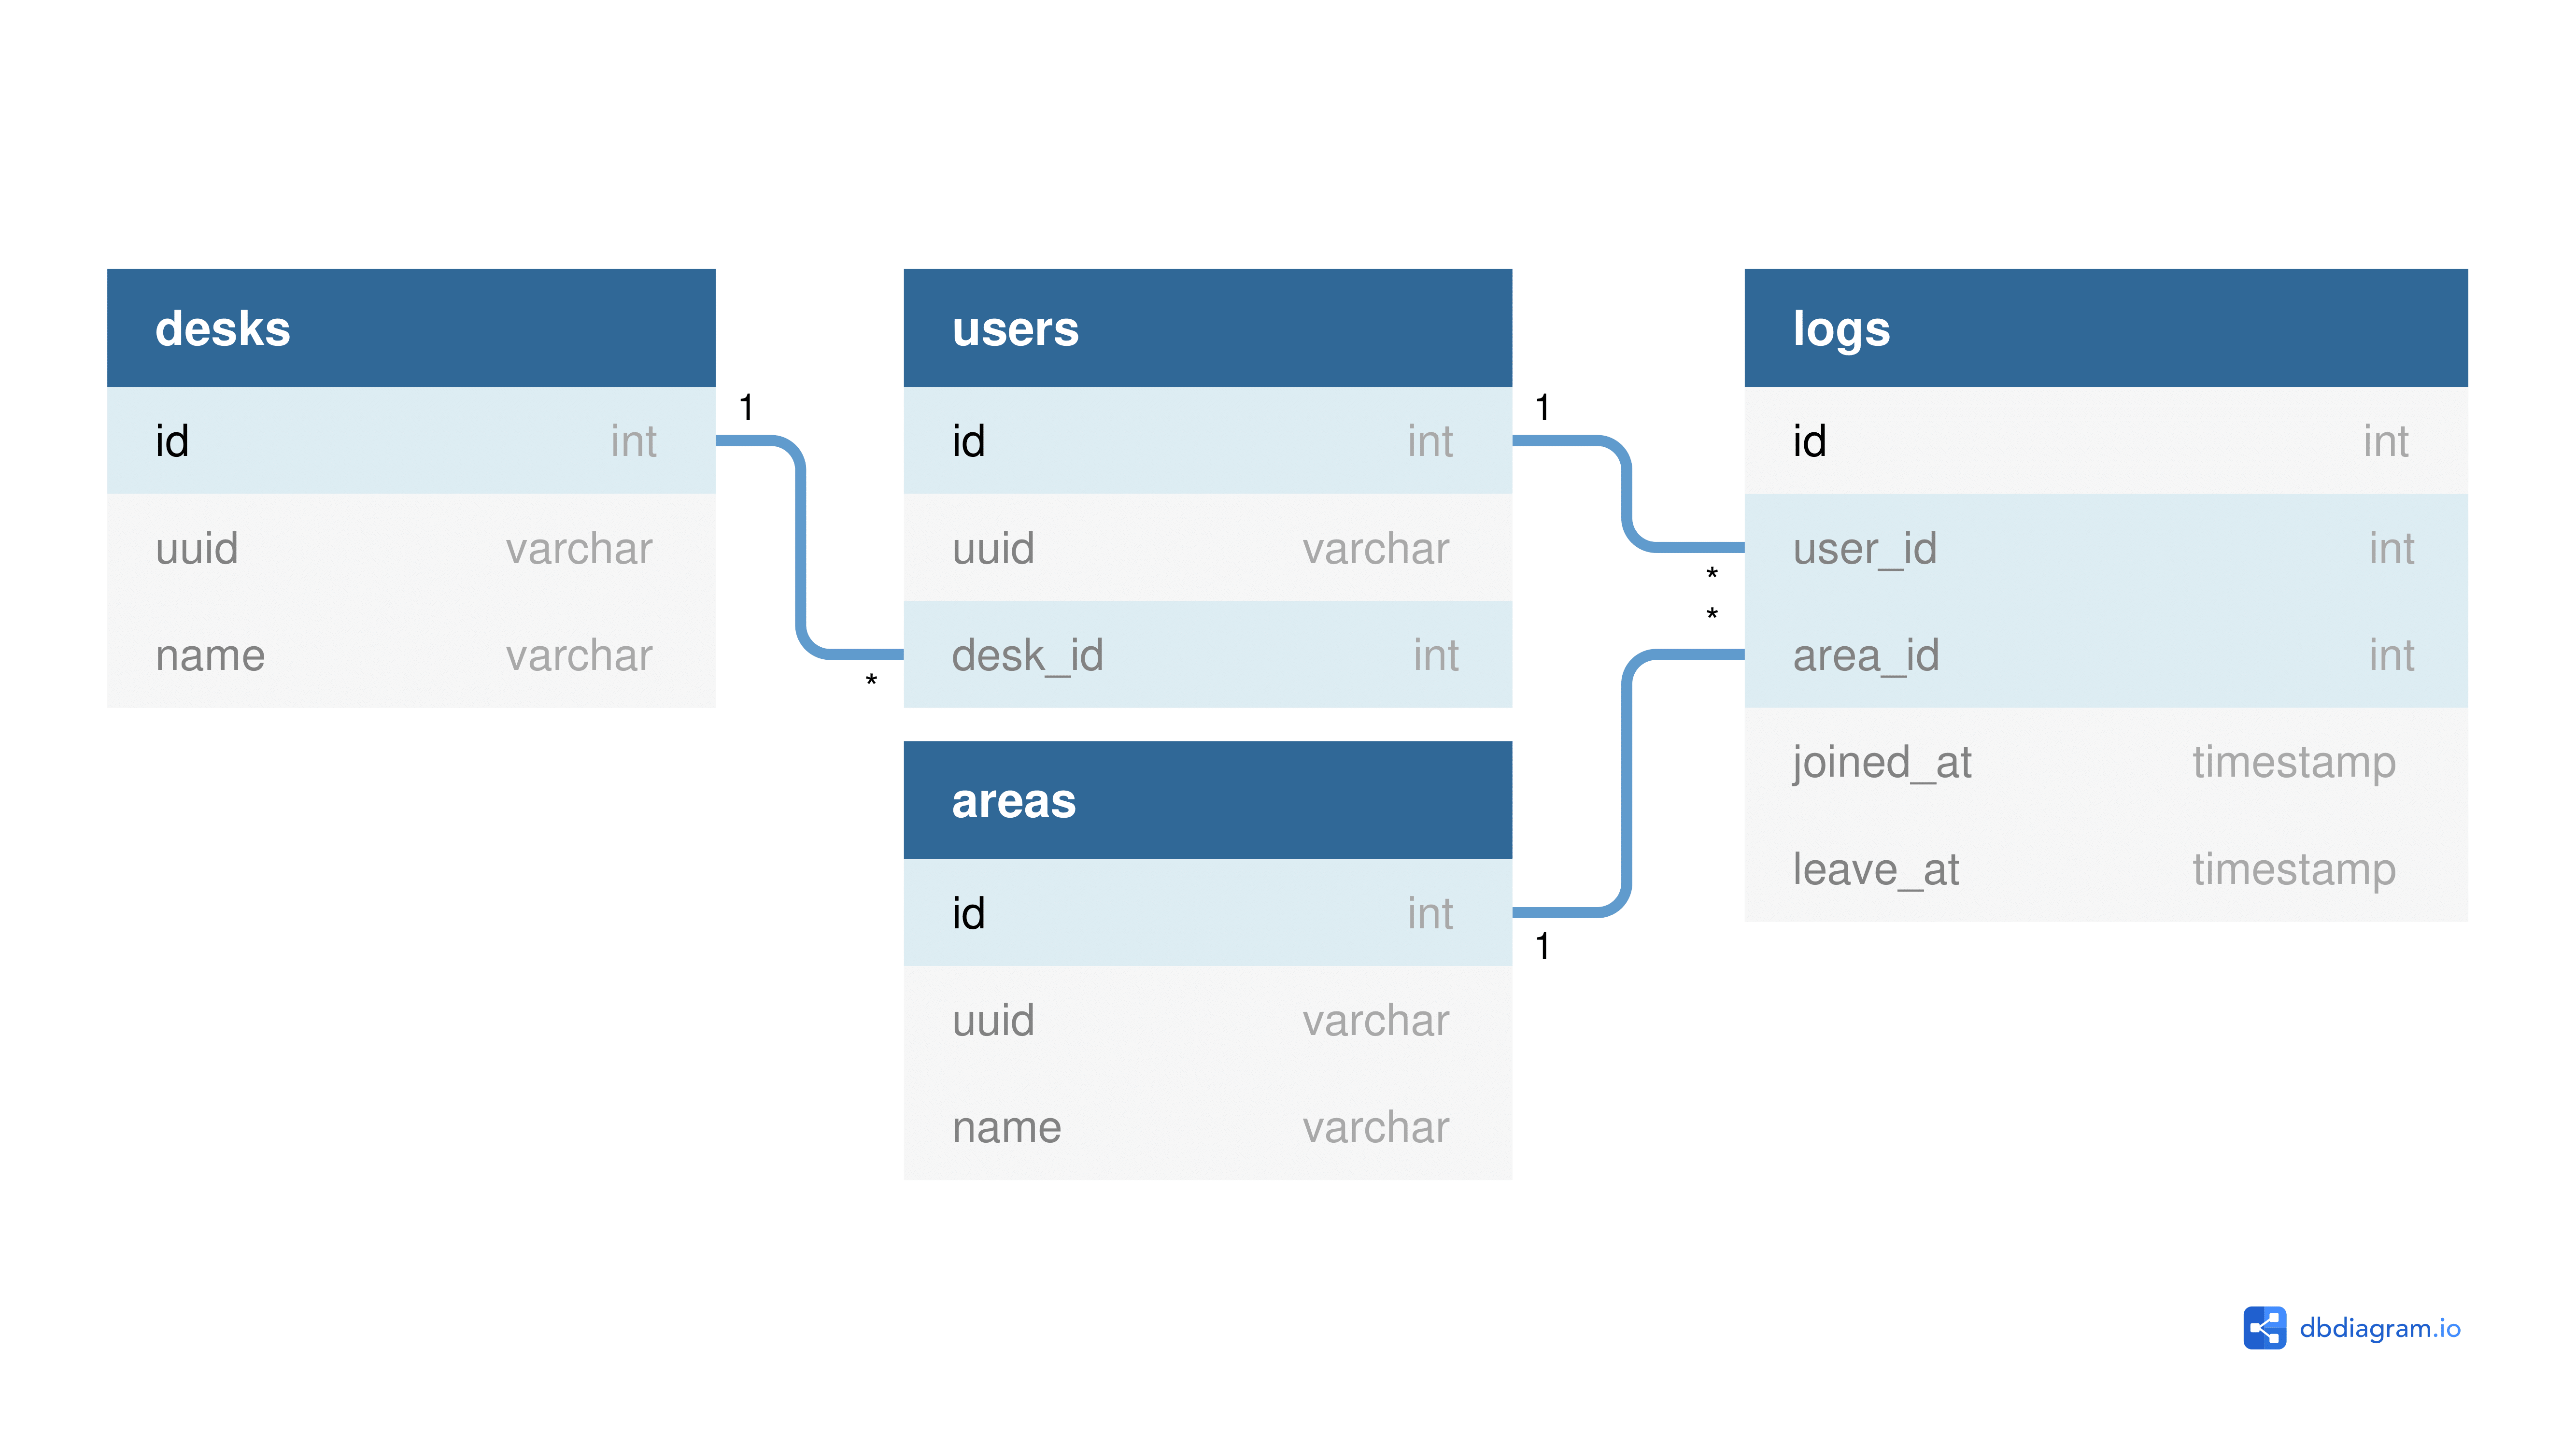 desks
id int
uuid varchar
name varchar
1
*
users
id int
uuid varchar
desk_id int
1
*
areas
id int
uuid varchar
name varchar
1
*
logs
id int
user_id int
area_id int
joined_at timestamp
leave_at timestamp
dbdiagram.io